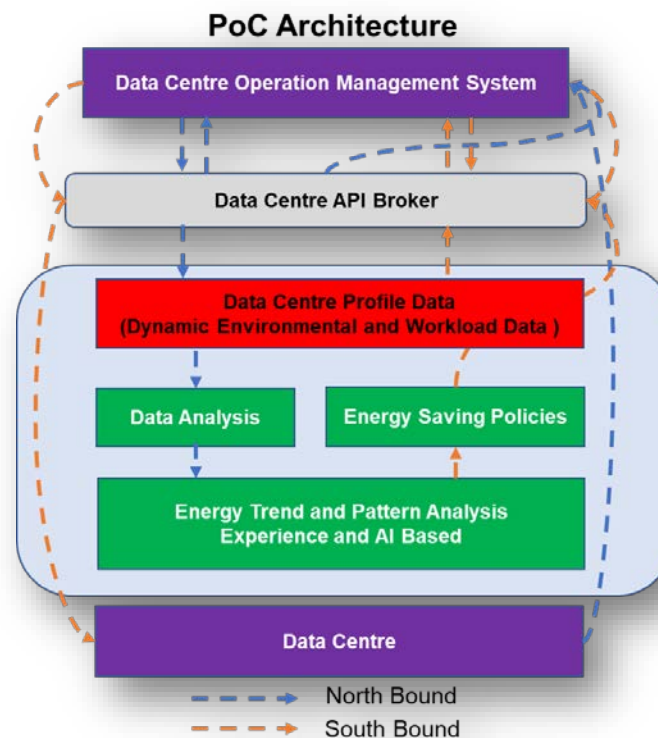 PoC Architecture
Data Centre Operation Management System
Data Centre API Broker
Data Centre Profile Data
(Dynamic Environmental and Workload Data )
Data Analysis
Energy Saving Policies
Energy Trend and Pattern Analysis
Experience and AI Based
Data Centre
North Bound
South Bound